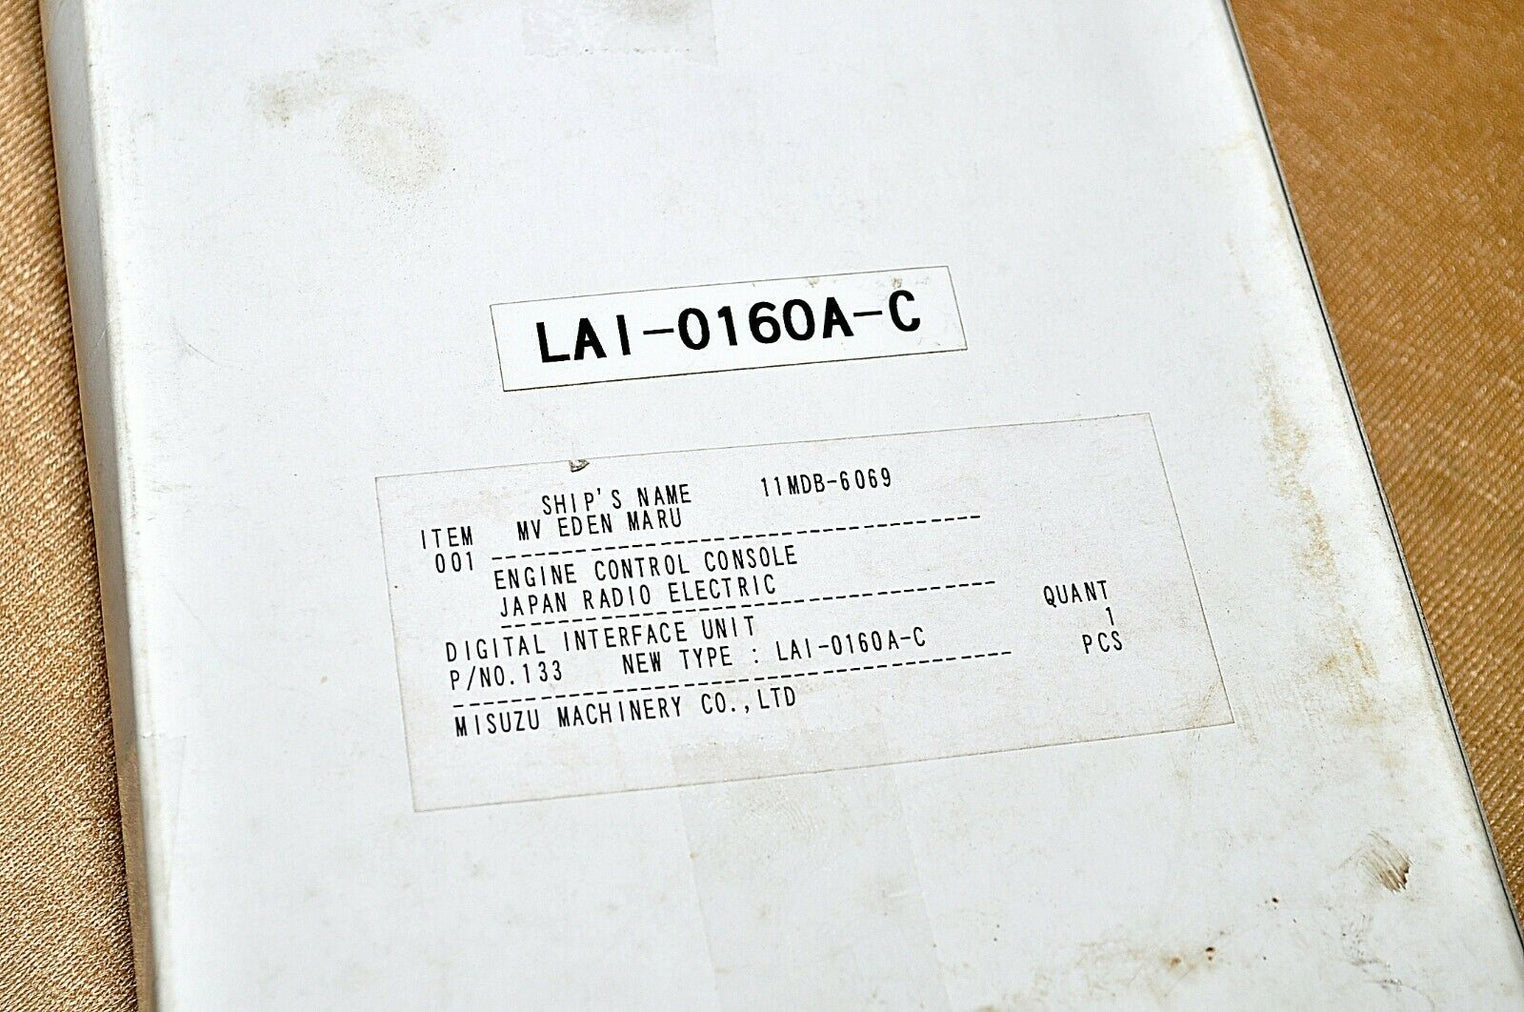 LAI-0160A-C
SHIP'S NAME 11MDB-6069
ITEM MV EDEN MARU
001 ------------------------------------------
ENGINE CONTROL CONSOLE
JAPAN RADIO ELECTRIC
------------------------------------------
DIGITAL INTERFACE UNIT QUANT
P/NO.133 NEW TYPE : LAI-0160A-C 1
------------------------------------------------ PCS
MISUZU MACHINERY CO.,LTD